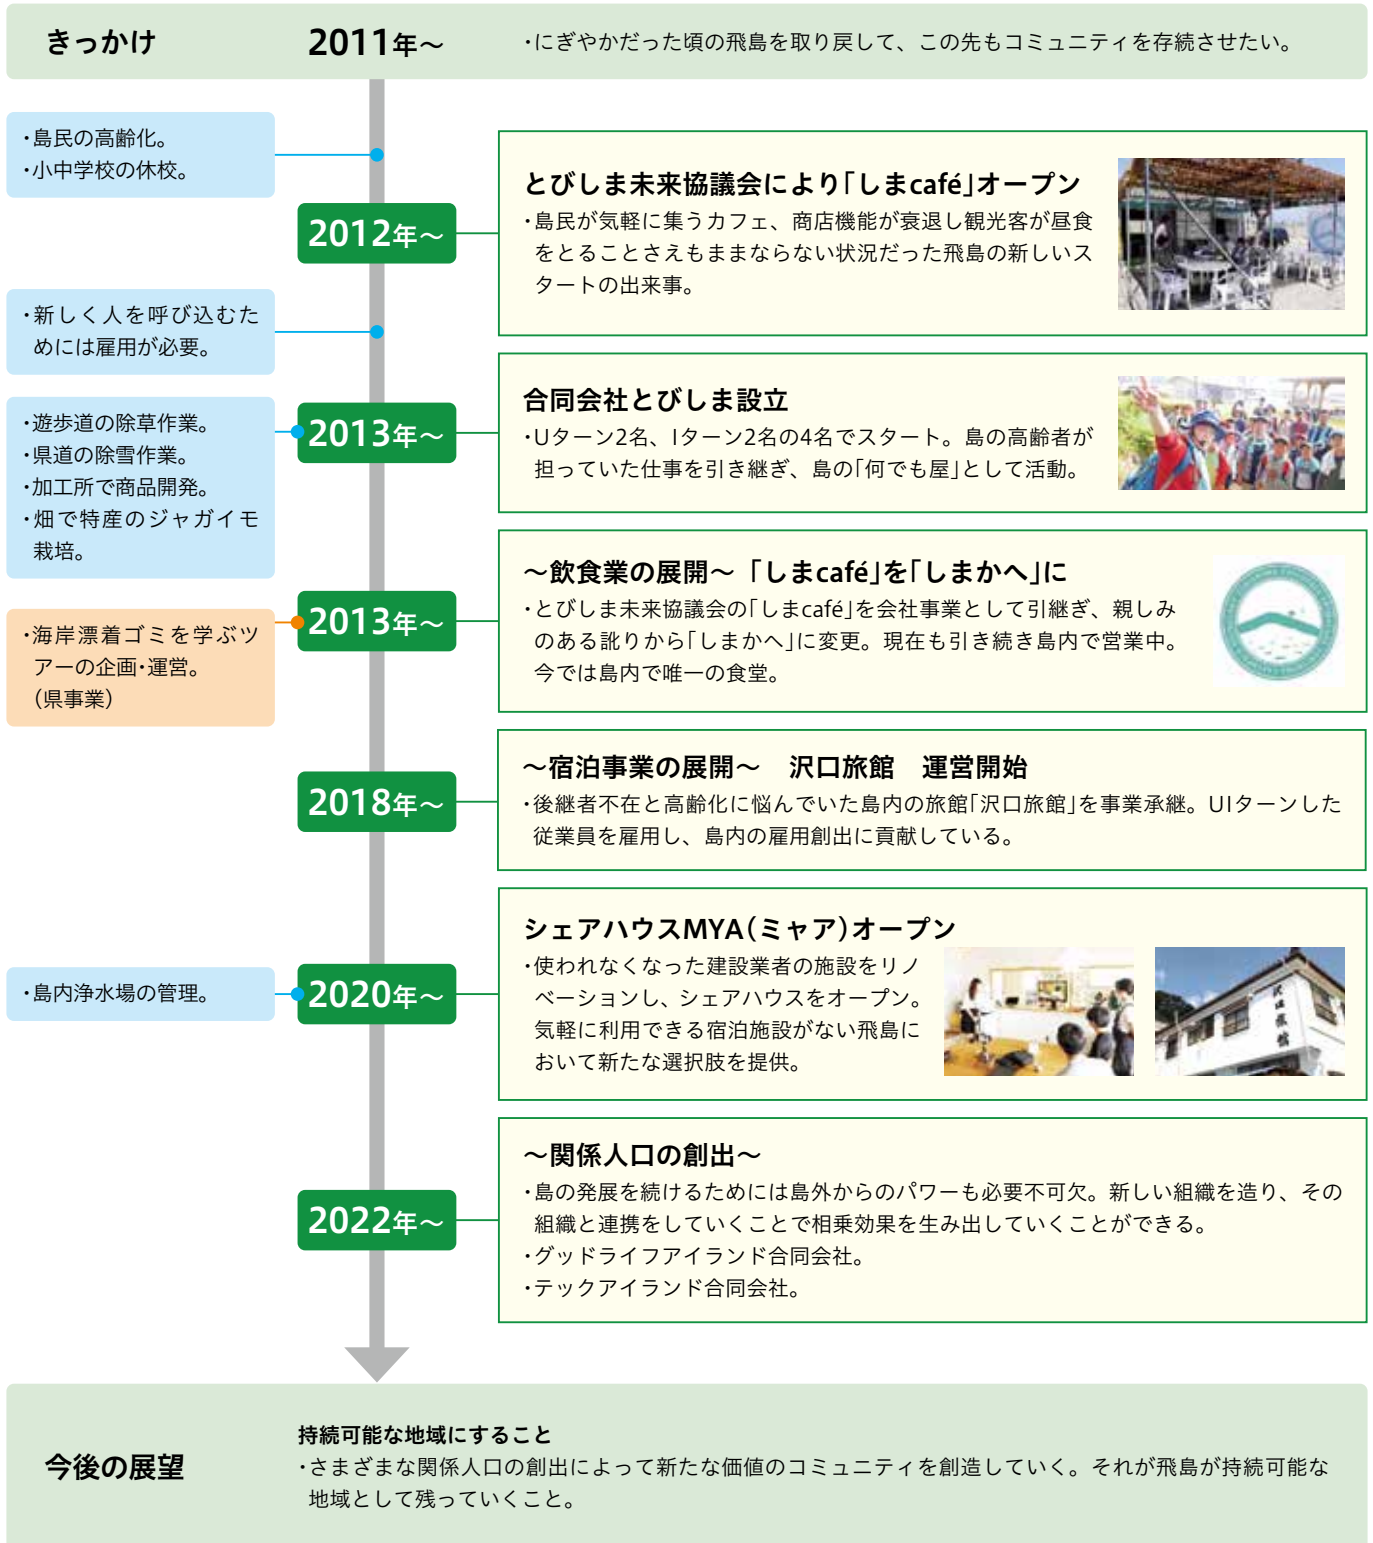 きっかけ
2011年～
・にぎやかだった頃の飛島を取り戻して、この先もコミュニティを存続させたい。
・島民の高齢化。
・小中学校の休校。
2012年～
とびしま未来協議会により「しまcafé」オープン
・島民が気軽に集うカフェ、商店機能が衰退し観光客が昼食
をとることさえもままならない状況だった飛島の新しいス
タートの出来事。
・新しく人を呼び込むた
めには雇用が必要。
・遊歩道の除草作業。
・県道の除雪作業。
・加工所で商品開発。
・畑で特産のジャガイモ
栽培。
2013年～
合同会社とびしま設立
・Uターン2名、Iターン2名の4名でスタート。島の高齢者が
担っていた仕事を引き継ぎ、島の「何でも屋」として活動。
・海岸漂着ゴミを学ぶツ
アーの企画・運営。
（県事業）
2013年～
～飲食業の展開～「しまcafé」を「しまかへ」に
・とびしま未来協議会の「しまcafé」を会社事業として引継ぎ、親しみ
のある訛りから「しまかへ」に変更。現在も引き続き島内で営業中。
今では島内で唯一の食堂。
2018年～
～宿泊事業の展開～　沢口旅館　運営開始
・後継者不在と高齢化に悩んでいた島内の旅館「沢口旅館」を事業承継。UIターンした
従業員を雇用し、島内の雇用創出に貢献している。
・島内浄水場の管理。
2020年～
シェアハウスMYA（ミャア）オープン
・使われなくなった建設業者の施設をリノ
ベーションし、シェアハウスをオープン。
気軽に利用できる宿泊施設がない飛島に
おいて新たな選択肢を提供。
沢口旅館
2022年～
～関係人口の創出～
・島の発展を続けるためには島外からのパワーも必要不可欠。新しい組織を造り、その
組織と連携をしていくことで相乗効果を生み出していくことができる。
・グッドライフアイランド合同会社。
・テックアイランド合同会社。
今後の展望
持続可能な地域にすること
・さまざまな関係人口の創出によって新たな価値のコミュニティを創造していく。それが飛島が持続可能な
地域として残っていくこと。